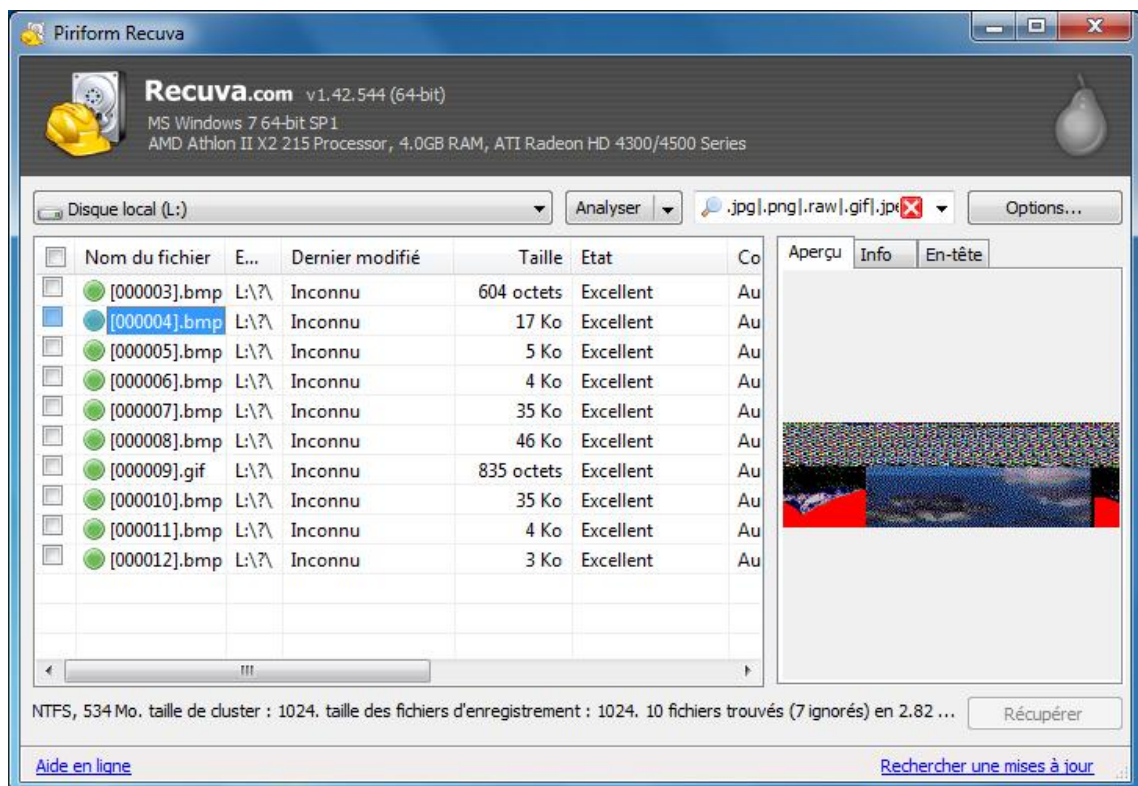 Piriform Recuva
Recuva.com v1.42.544 (64-bit)
MS Windows 7 64-bit SP1
AMD Athlon II X2 215 Processor, 4.0GB RAM, ATI Radeon HD 4300/4500 Series
Disque local (L:) Analyser .jpg|.png|.raw|.gif|.jpe Options...
Nom du fichier E... Dernier modifié Taille Etat Co Aperçu Info En-tête
[000003].bmp L:\?\ Inconnu 604 octets Excellent Au
[000004].bmp L:\?\ Inconnu 17 Ko Excellent Au
[000005].bmp L:\?\ Inconnu 5 Ko Excellent Au
[000006].bmp L:\?\ Inconnu 4 Ko Excellent Au
[000007].bmp L:\?\ Inconnu 35 Ko Excellent Au
[000008].bmp L:\?\ Inconnu 46 Ko Excellent Au
[000009].gif L:\?\ Inconnu 835 octets Excellent Au
[000010].bmp L:\?\ Inconnu 35 Ko Excellent Au
[000011].bmp L:\?\ Inconnu 4 Ko Excellent Au
[000012].bmp L:\?\ Inconnu 3 Ko Excellent Au
NTFS, 534 Mo. taille de cluster : 1024. taille des fichiers d'enregistrement : 1024. 10 fichiers trouvés (7 ignorés) en 2.82 ... Récupérer
Aide en ligne Rechercher une mises à jour